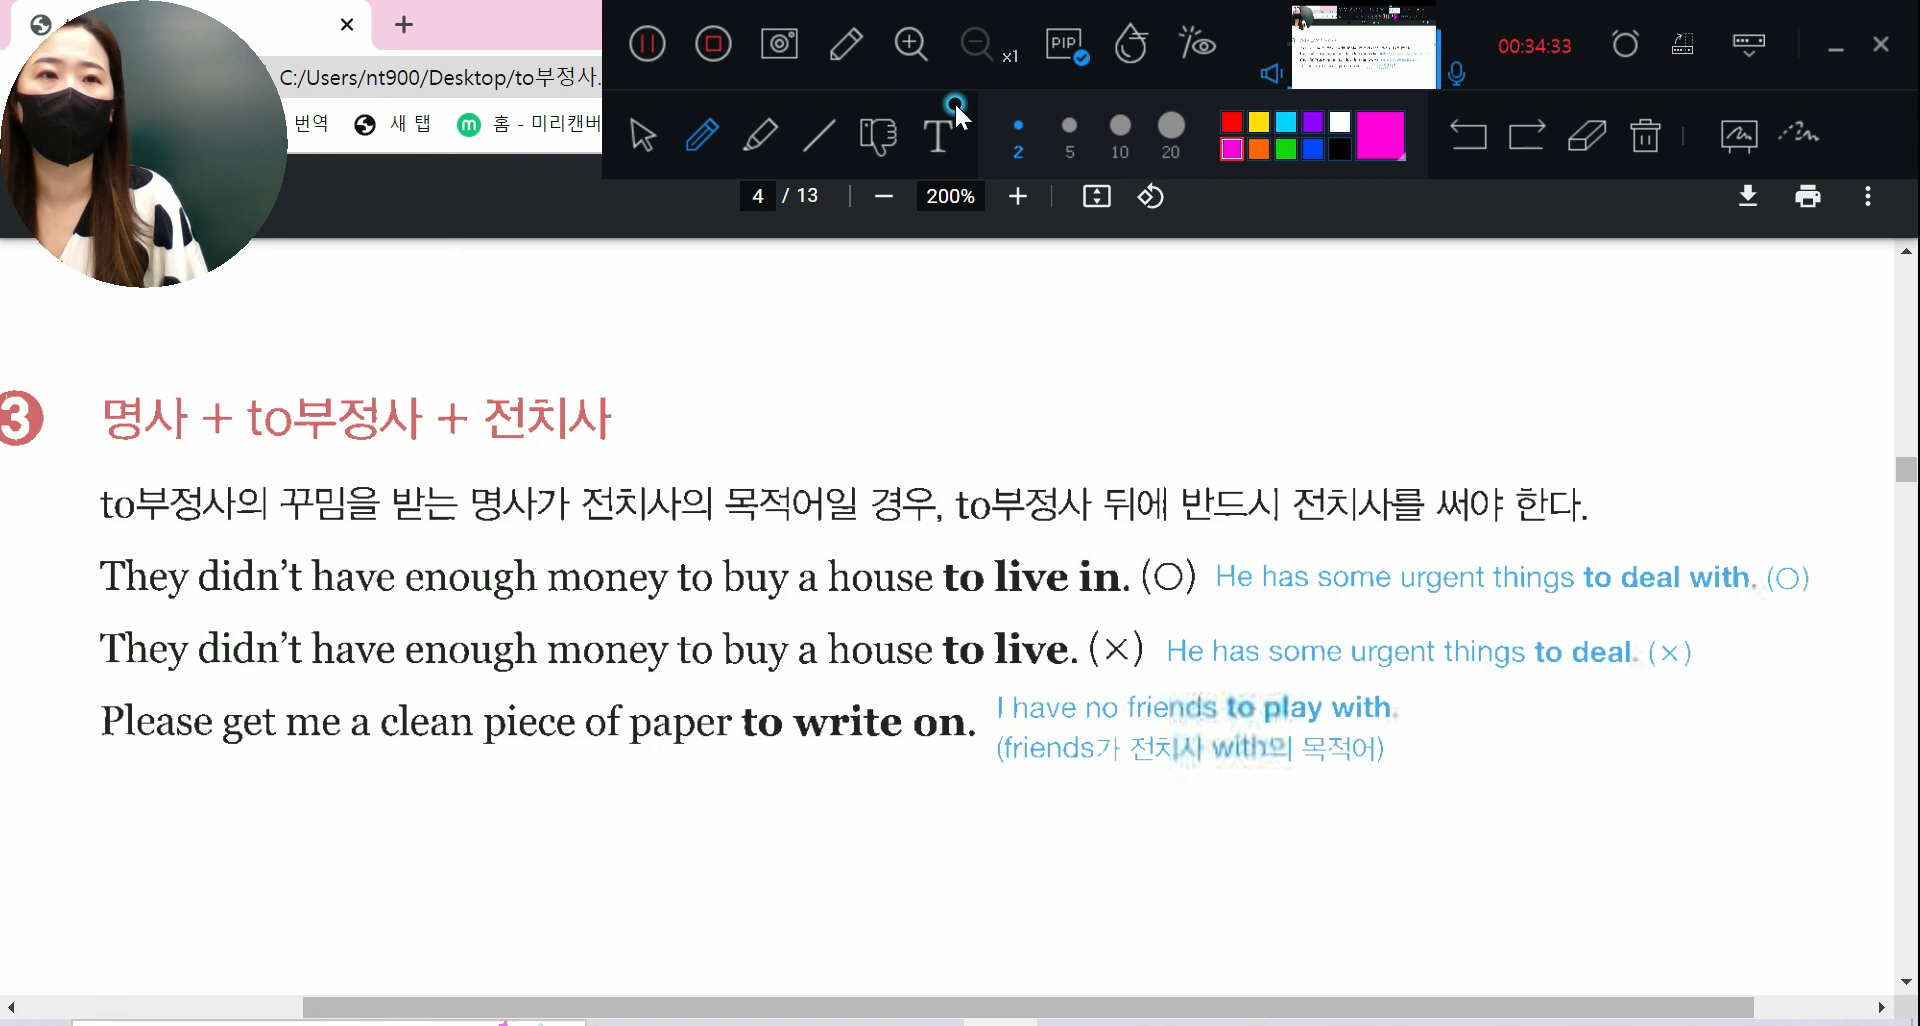 C:/Users/nt900/Desktop/to부정사.
번역 새 탭 m 홈 - 미리캔버
x1 PIP 00:34:33
T 2 5 10 20
4 / 13 200%
3 명사 + to부정사 + 전치사
to부정사의 꾸밈을 받는 명사가 전치사의 목적어일 경우, to부정사 뒤에 반드시 전치사를 써야 한다.
They didn't have enough money to buy a house to live in. (○) He has some urgent things to deal with. (○)
They didn't have enough money to buy a house to live. (×) He has some urgent things to deal. (×)
Please get me a clean piece of paper to write on. I have no friends to play with.
(friends가 전치사 with의 목적어)